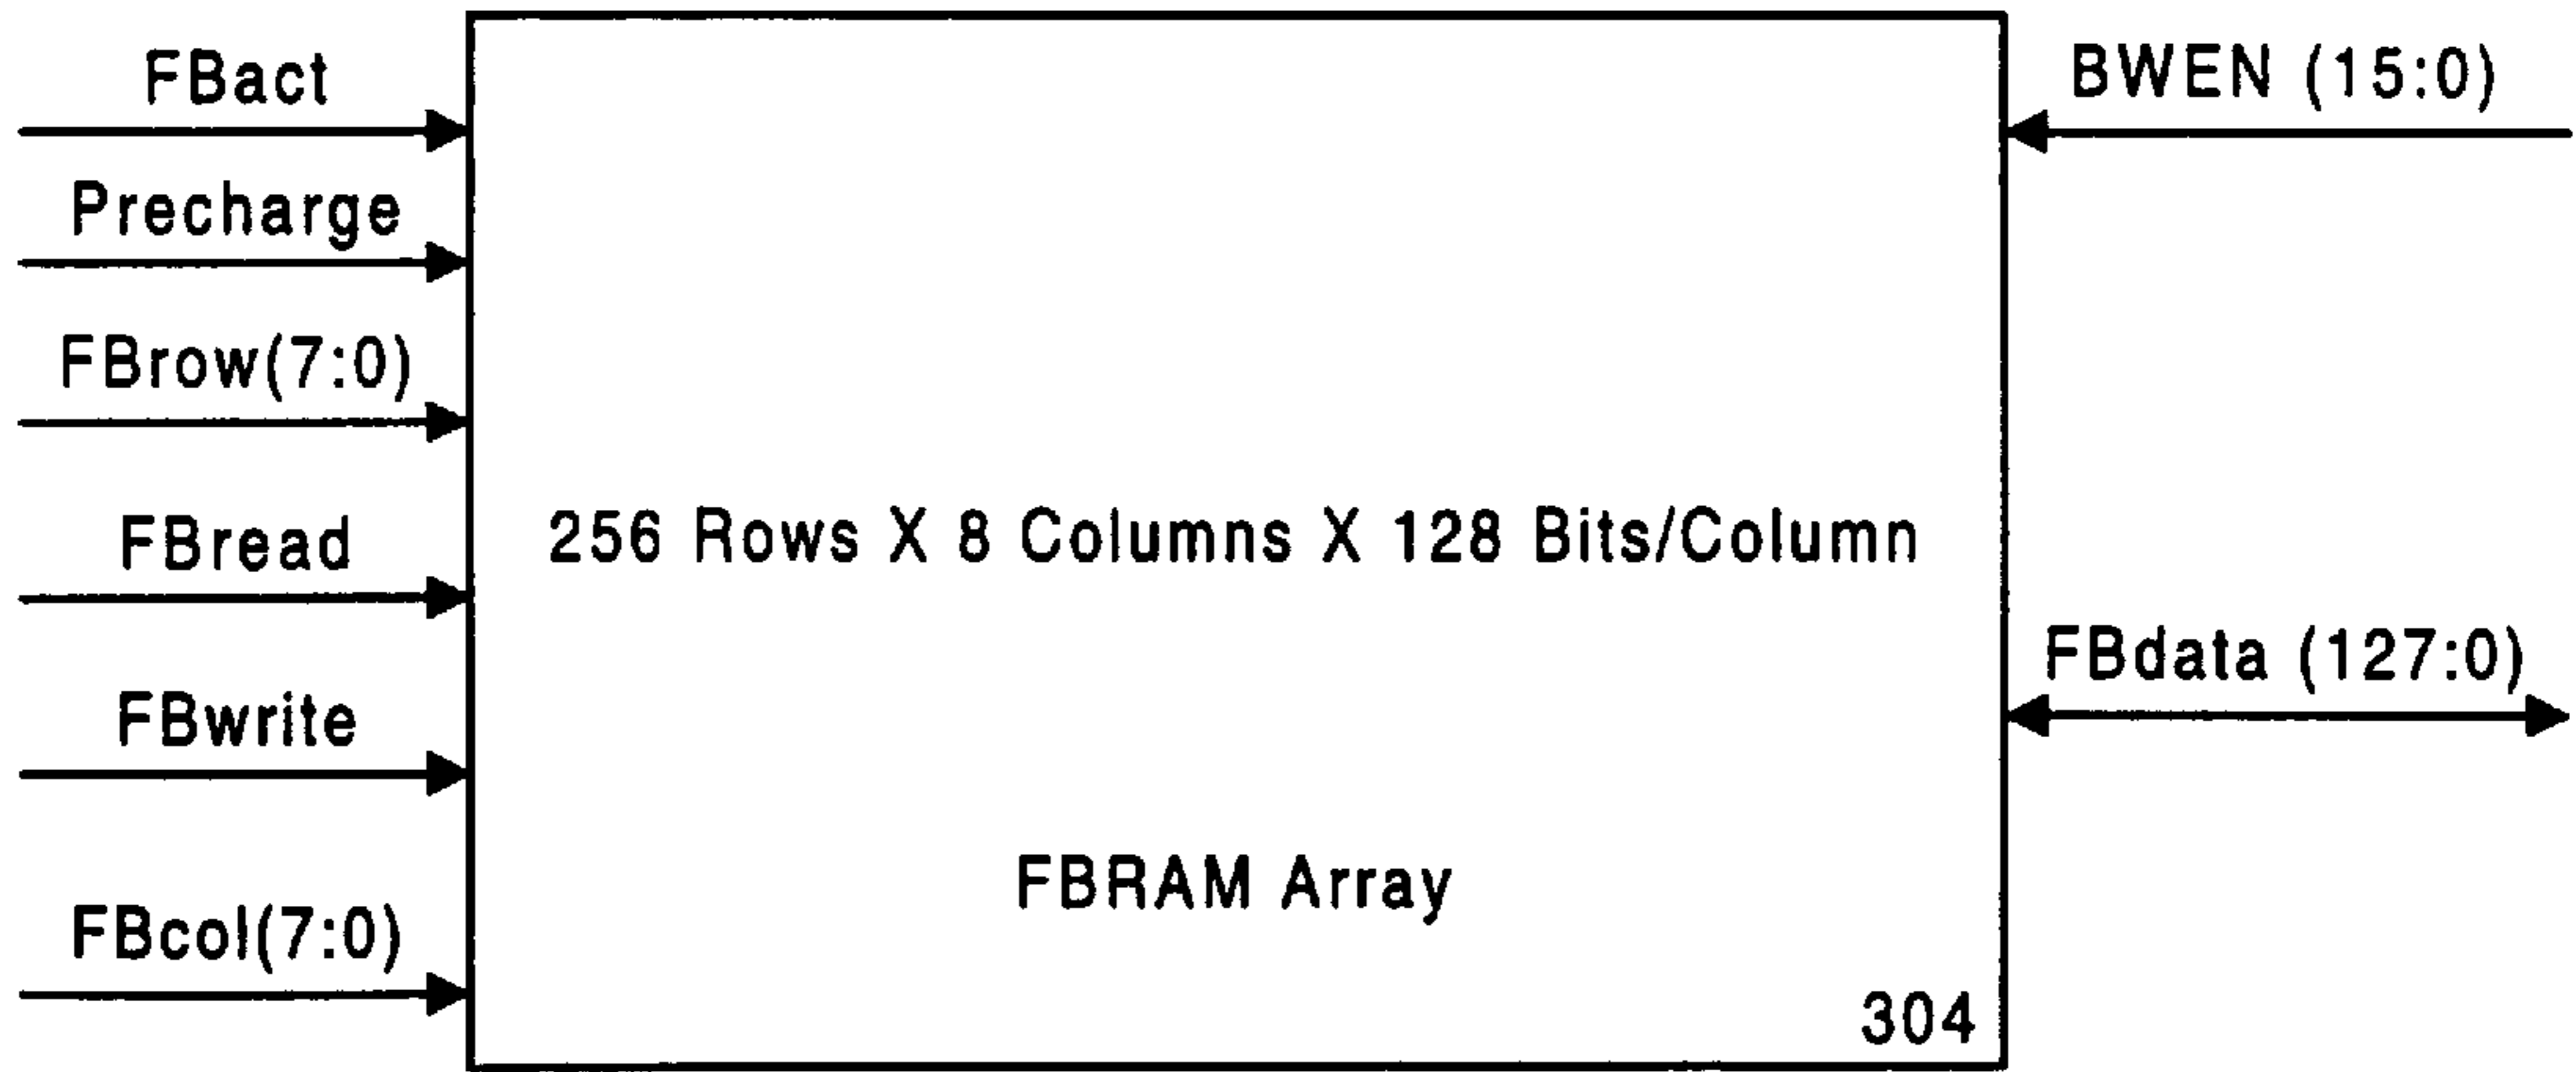 FBact
BWEN (15:0)
Precharge
FBrow(7:0)
FBread
256 Rows X 8 Columns X 128 Bits/Column
FBdata (127:0)
FBwrite
FBRAM Array
FBcol(7:0)
304